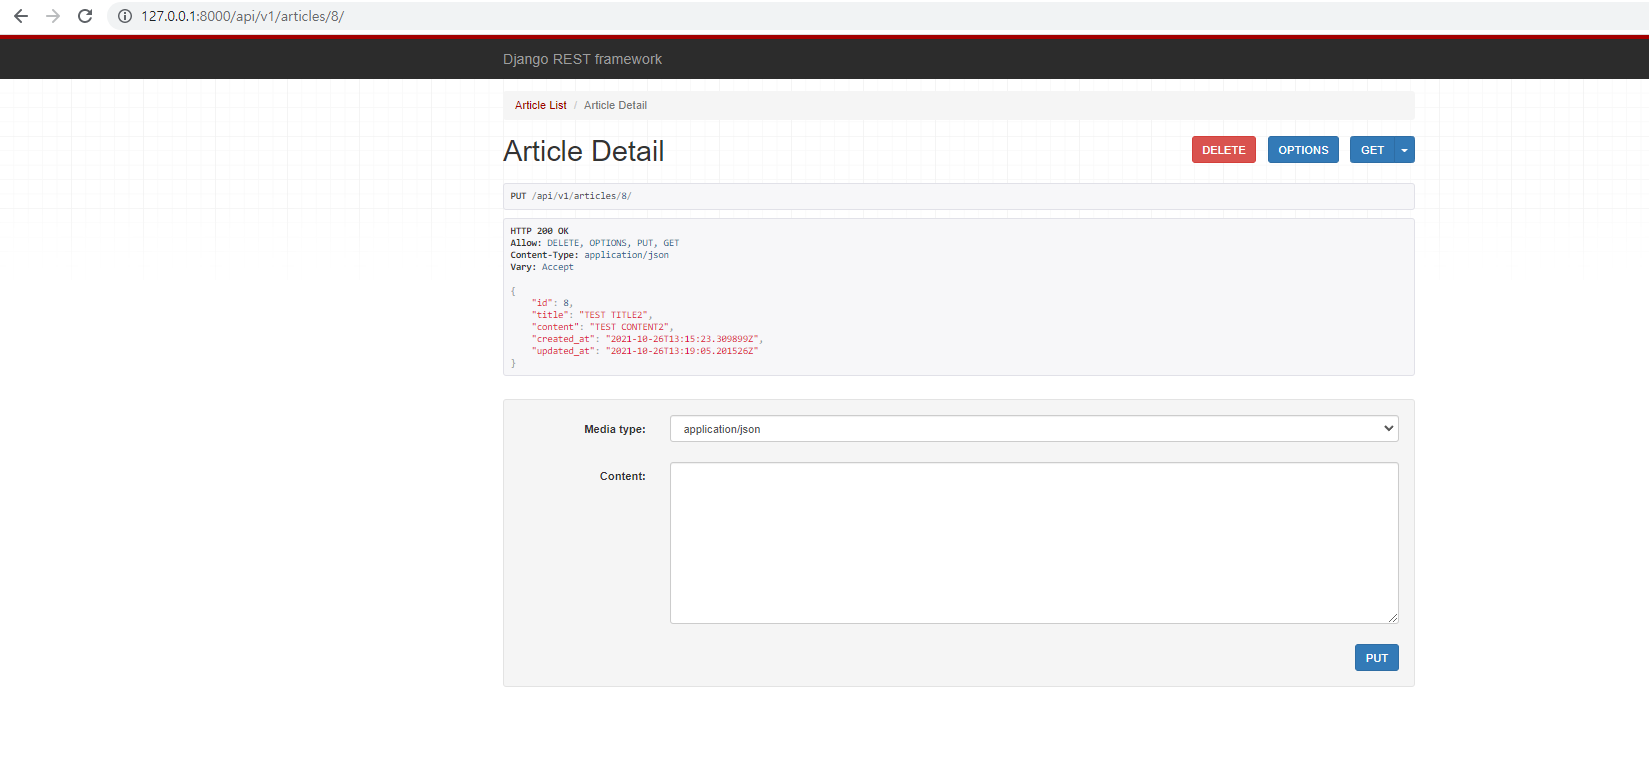 127.0.0.1:8000/api/v1/articles/8/
Django REST framework
Article List / Article Detail
Article Detail
DELETE OPTIONS GET
PUT /api/v1/articles/8/
HTTP 200 OK
Allow: DELETE, OPTIONS, PUT, GET
Content-Type: application/json
Vary: Accept
{
    "id": 8,
    "title": "TEST TITLE2",
    "content": "TEST CONTENT2",
    "created_at": "2021-10-26T13:15:23.309899Z",
    "updated_at": "2021-10-26T13:19:05.201526Z"
}
Media type: application/json
Content:
PUT